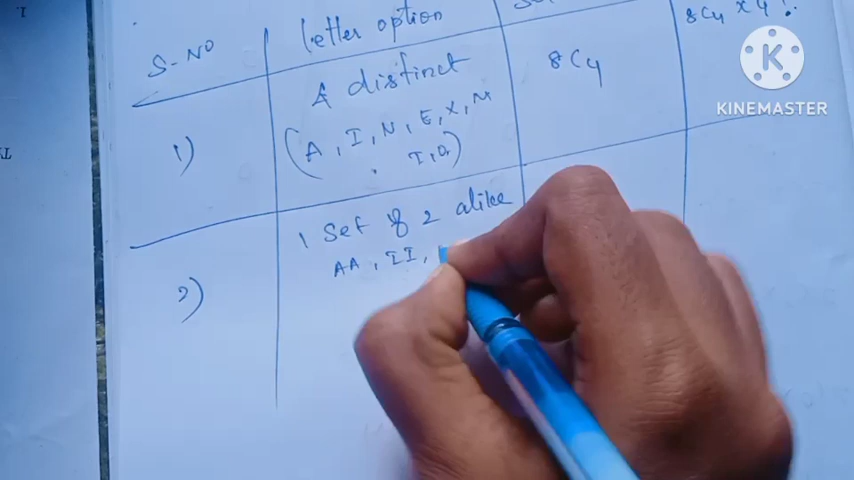 S-NO
letter option
8C4 x 4!
KINEMASTER
1)
4 distinct
8C4
(A, I, N, E, X, M
, T, O)
2)
1 Set of 2 alike
AA, II,